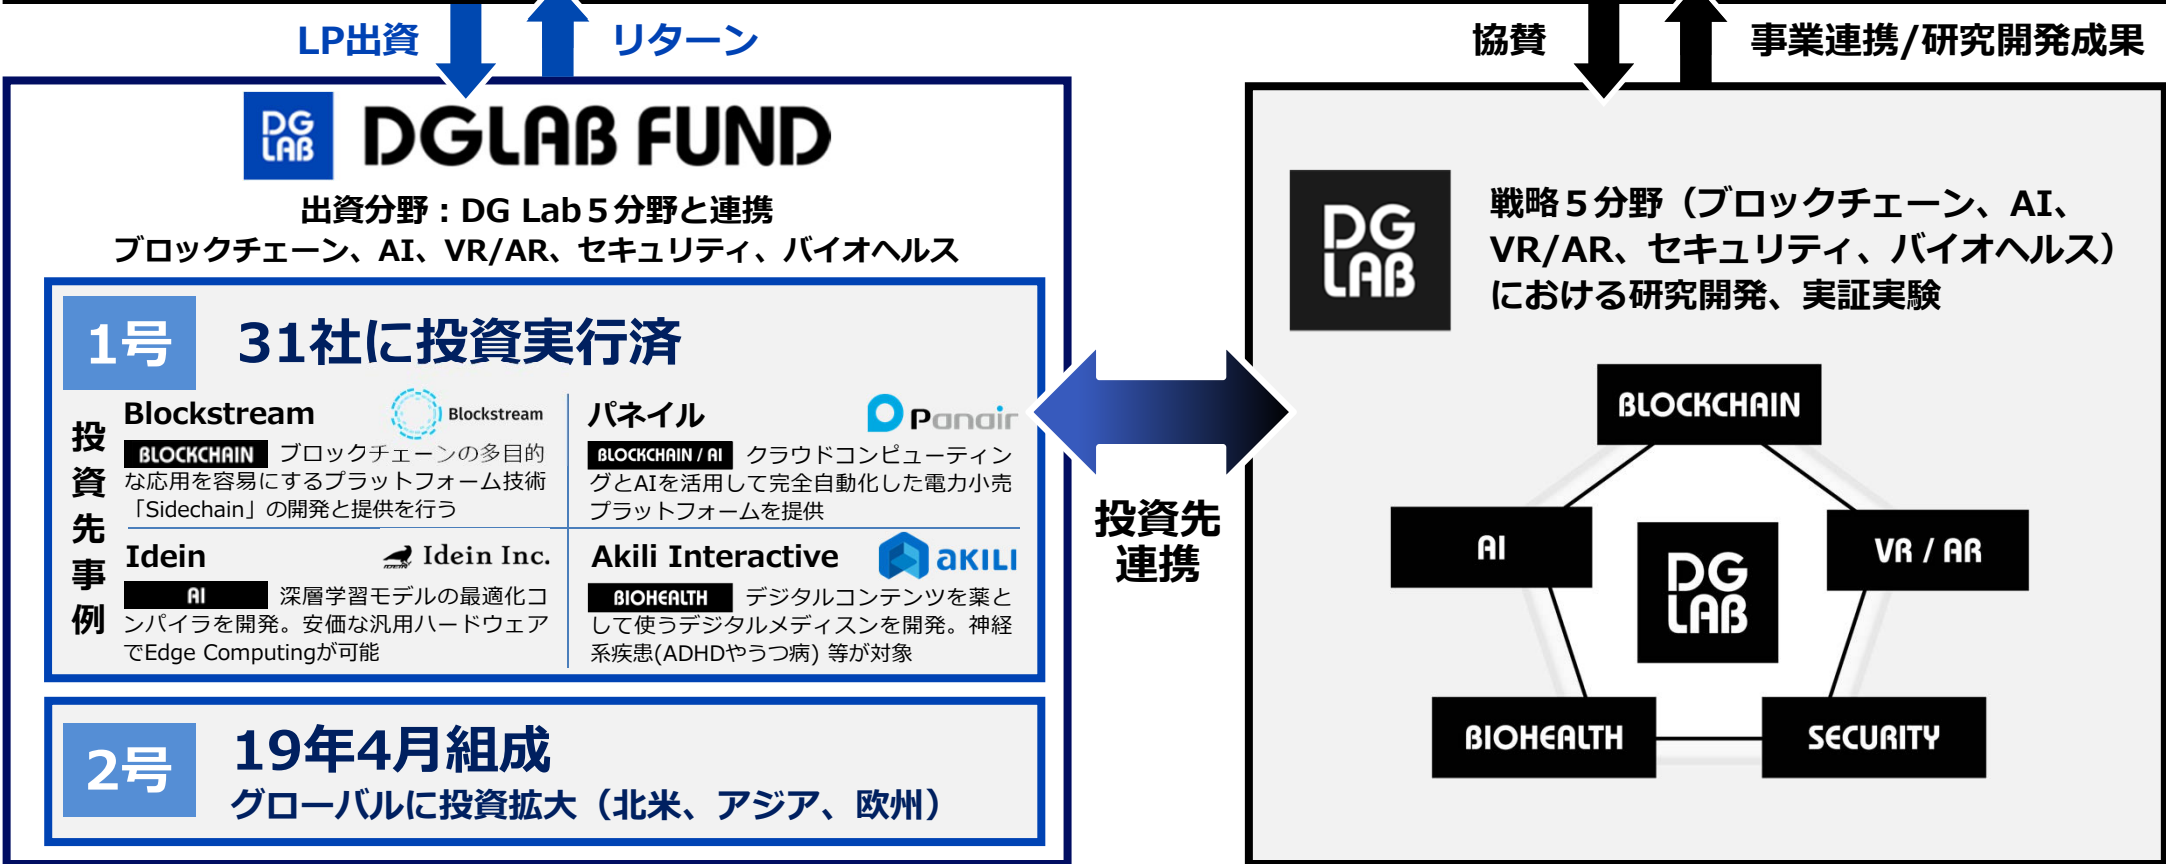 LP出資
リターン
協賛
事業連携/研究開発成果
DG
LAB
DGLAB FUND
出資分野：DG Lab５分野と連携
ブロックチェーン、AI、VR/AR、セキュリティ、バイオヘルス
1号
31社に投資実行済
投資先事例
Blockstream
Blockstream
BLOCKCHAIN ブロックチェーンの多目的
な応用を容易にするプラットフォーム技術
「Sidechain」の開発と提供を行う
パネイル
Panair
BLOCKCHAIN / AI クラウドコンピューティン
グとAIを活用して完全自動化した電力小売
プラットフォームを提供
Idein
IDEIN
Idein Inc.
AI 深層学習モデルの最適化コ
ンパイラを開発。安価な汎用ハードウェア
でEdge Computingが可能
Akili Interactive
AKILI
BIOHEALTH デジタルコンテンツを薬と
して使うデジタルメディスンを開発。神経
系疾患(ADHDやうつ病) 等が対象
2号
19年4月組成
グローバルに投資拡大（北米、アジア、欧州）
投資先
連携
DG
LAB
戦略５分野（ブロックチェーン、AI、
VR/AR、セキュリティ、バイオヘルス）
における研究開発、実証実験
BLOCKCHAIN
AI
VR / AR
DG
LAB
BIOHEALTH
SECURITY